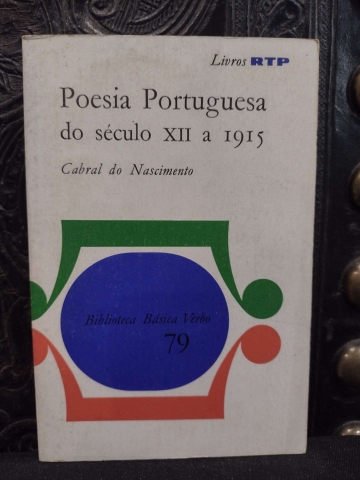 Livros RTP
Poesia Portuguesa
do século XII a 1915
Cabral do Nascimento
Biblioteca Básica Verbo
79